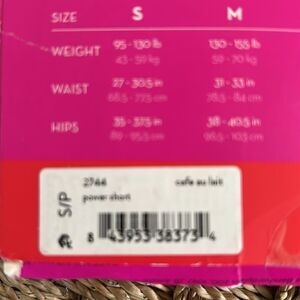 SIZE S M
WEIGHT 95 - 130 lb 130 - 155 lb
43 - 59 kg 59 - 70 kg
WAIST 27 - 30.5 in 31 - 33 in
68.5 - 77.5 cm 78.5 - 84 cm
HIPS 35 - 37.5 in 38 - 40.5 in
89 - 95.5 cm 96.5 - 103 cm
S/P
2744 cafe au lait
power short
8 43953 38373 4